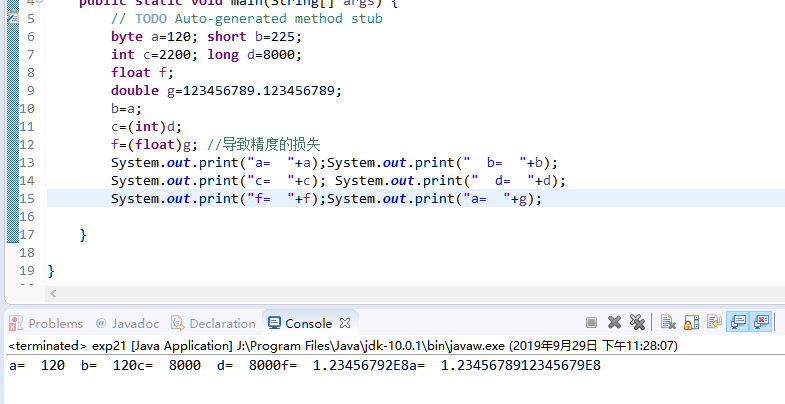 4 public static void main(String[] args) {
5 // TODO Auto-generated method stub
6 byte a=120; short b=225;
7 int c=2200; long d=8000;
8 float f;
9 double g=123456789.123456789;
10 b=a;
11 c=(int)d;
12 f=(float)g; //导致精度的损失
13 System.out.print("a=  "+a);System.out.print("  b=  "+b);
14 System.out.print("c=  "+c); System.out.print("  d=  "+d);
15 System.out.print("f=  "+f);System.out.print("a=  "+g);
16
17 }
18
19 }
Problems @ Javadoc Declaration Console
<terminated> exp21 [Java Application] J:\Program Files\Java\jdk-10.0.1\bin\javaw.exe (2019年9月29日 下午11:28:07)
a=  120  b=  120c=  8000  d=  8000f=  1.23456792E8a=  1.2345678912345679E8